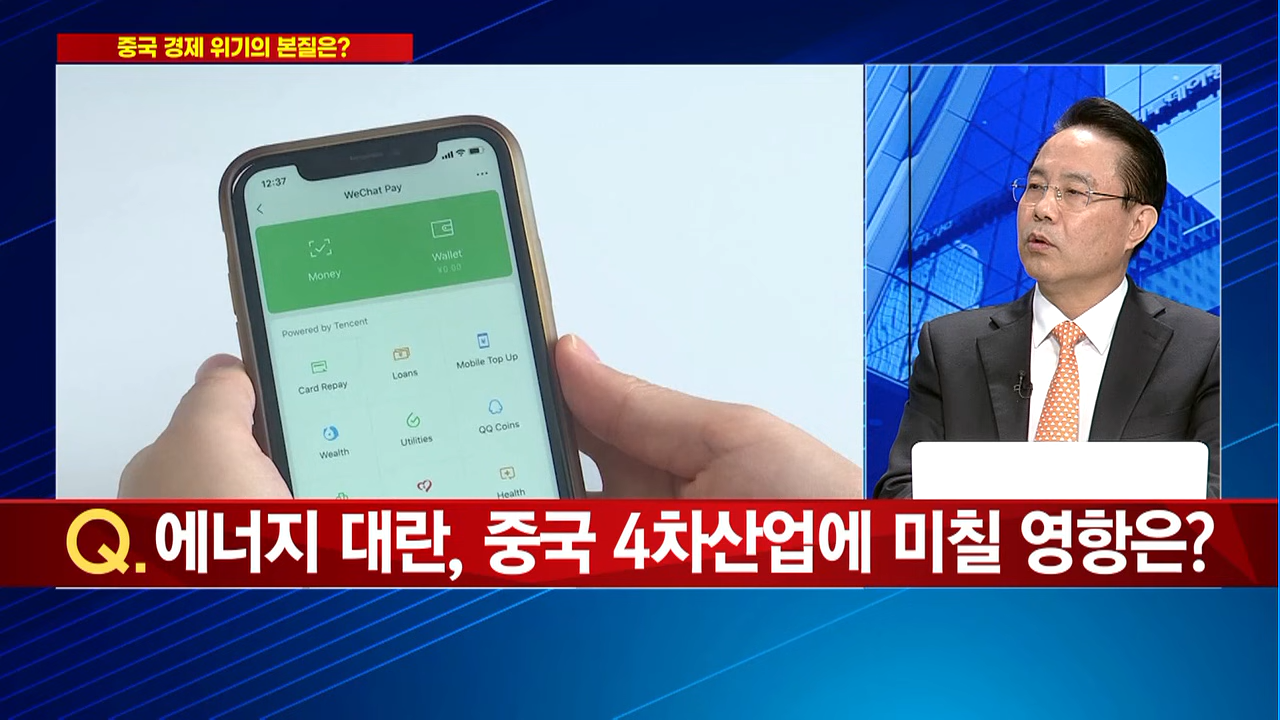 중국 경제 위기의 본질은?
12:37
WeChat Pay
Money
Wallet
¥0.00
Powered by Tencent
Card Repay
Loans
Mobile Top Up
Wealth
Utilities
QQ Coins
Health
Q. 에너지 대란, 중국 4차산업에 미칠 영향은?